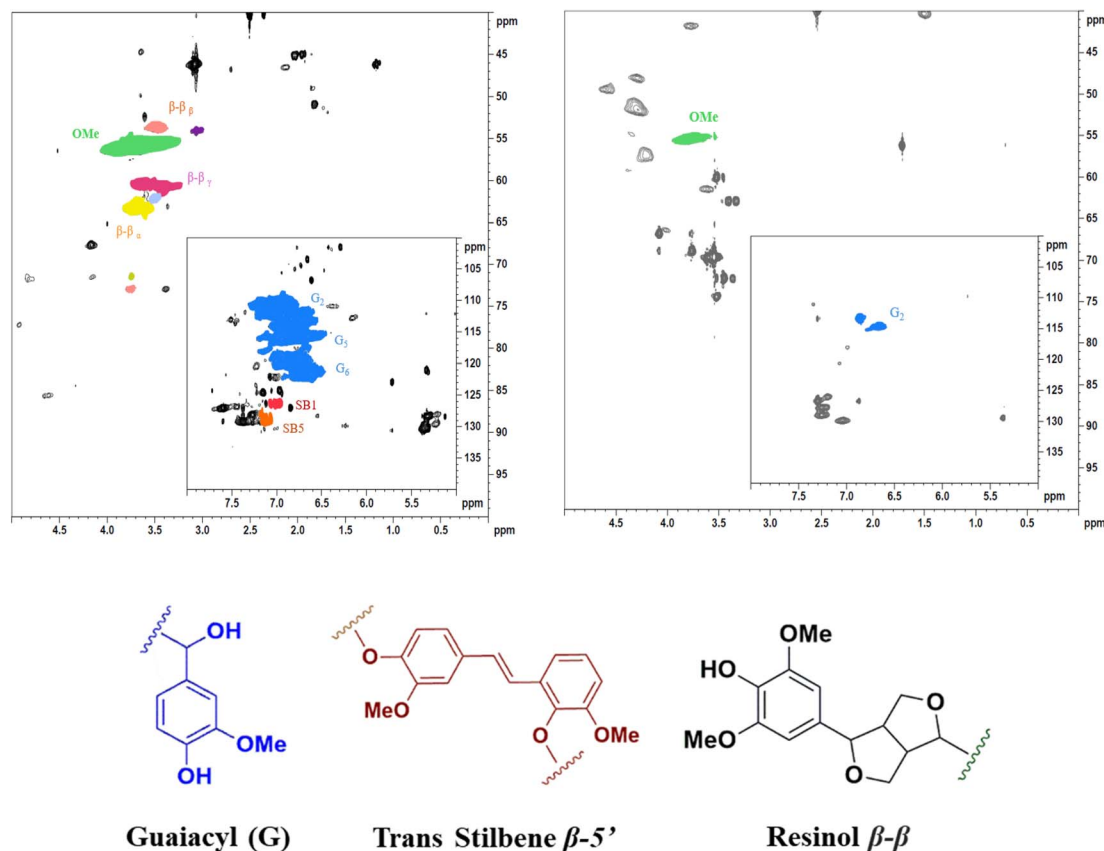 ppm
45
50
55
60
65
70
75
80
85
90
95
β-β β
OMe
β-β γ
β-β α
ppm
105
110
115
120
125
130
135
G2
G5
G6
SB1
SB5
7.5 7.0 6.5 6.0 5.5 ppm
4.5 4.0 3.5 3.0 2.5 2.0 1.5 1.0 0.5 ppm
ppm
45
50
55
60
65
70
75
80
85
90
95
OMe
ppm
105
110
115
120
125
130
135
G2
7.5 7.0 6.5 6.0 5.5 ppm
4.5 4.0 3.5 3.0 2.5 2.0 1.5 1.0 0.5 ppm
OH
OMe
OH
Guaiacyl (G)
O
MeO
O
OMe
Trans Stilbene β-5’
OMe
HO
MeO
O
O
Resinol β-β